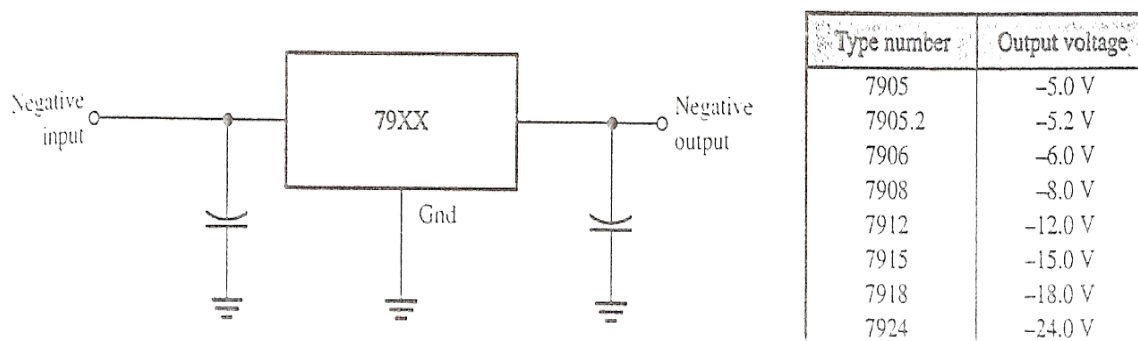 Negative
input
79XX
Gnd
Negative
output
Type number Output voltage
7905 –5.0 V
7905.2 –5.2 V
7906 –6.0 V
7908 –8.0 V
7912 –12.0 V
7915 –15.0 V
7918 –18.0 V
7924 –24.0 V